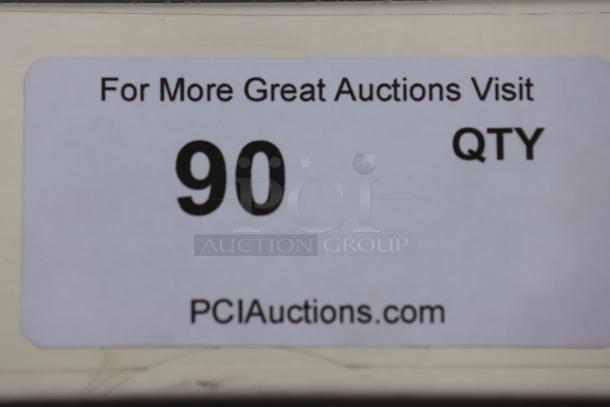 For More Great Auctions Visit
90 QTY
PCI
AUCTION GROUP
PCIAuctions.com